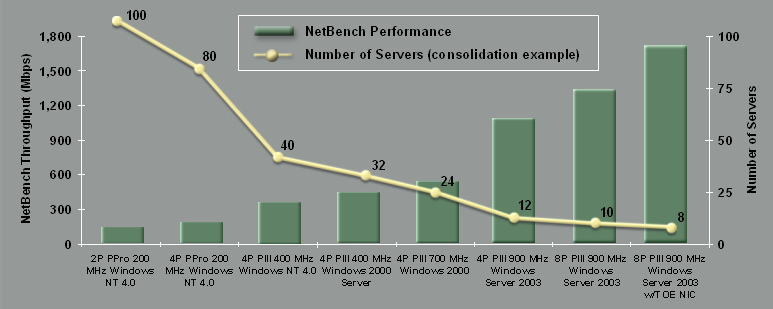 NetBench Performance
Number of Servers (consolidation example)
NetBench Throughput (Mbps)
1,800
1,500
1,200
900
600
300
0
100
80
40
32
24
12
10
8
100
75
50
25
0
Number of Servers
2P PPro 200
MHz Windows
NT 4.0
4P PPro 200
MHz Windows
NT 4.0
4P PIII 400 MHz
Windows NT 4.0
4P PIII 400 MHz
Windows 2000
Server
4P PIII 700 MHz
Windows 2000
4P PIII 900 MHz
Windows
Server 2003
8P PIII 900 MHz
Windows
Server 2003
8P PIII 900 MHz
Windows
Server 2003
w/TOE NIC